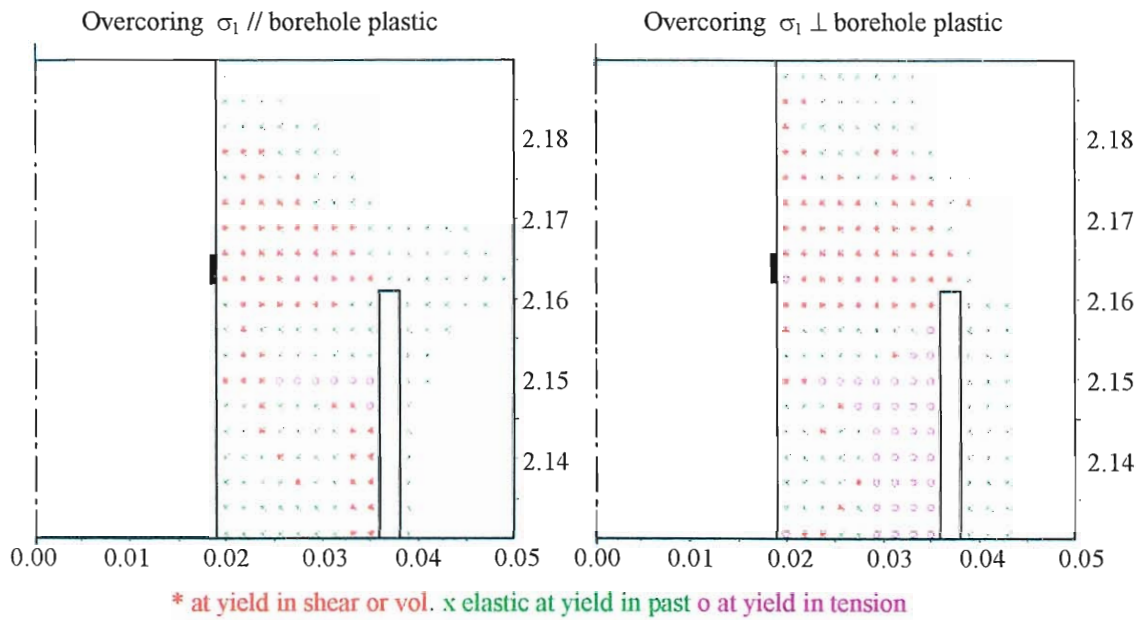 Overcoring σ₁ // borehole plastic
Overcoring σ₁ ⊥ borehole plastic
2.18
2.17
2.16
2.15
2.14
0.00 0.01 0.02 0.03 0.04 0.05
2.18
2.17
2.16
2.15
2.14
0.00 0.01 0.02 0.03 0.04 0.05
* at yield in shear or vol. x elastic at yield in past o at yield in tension